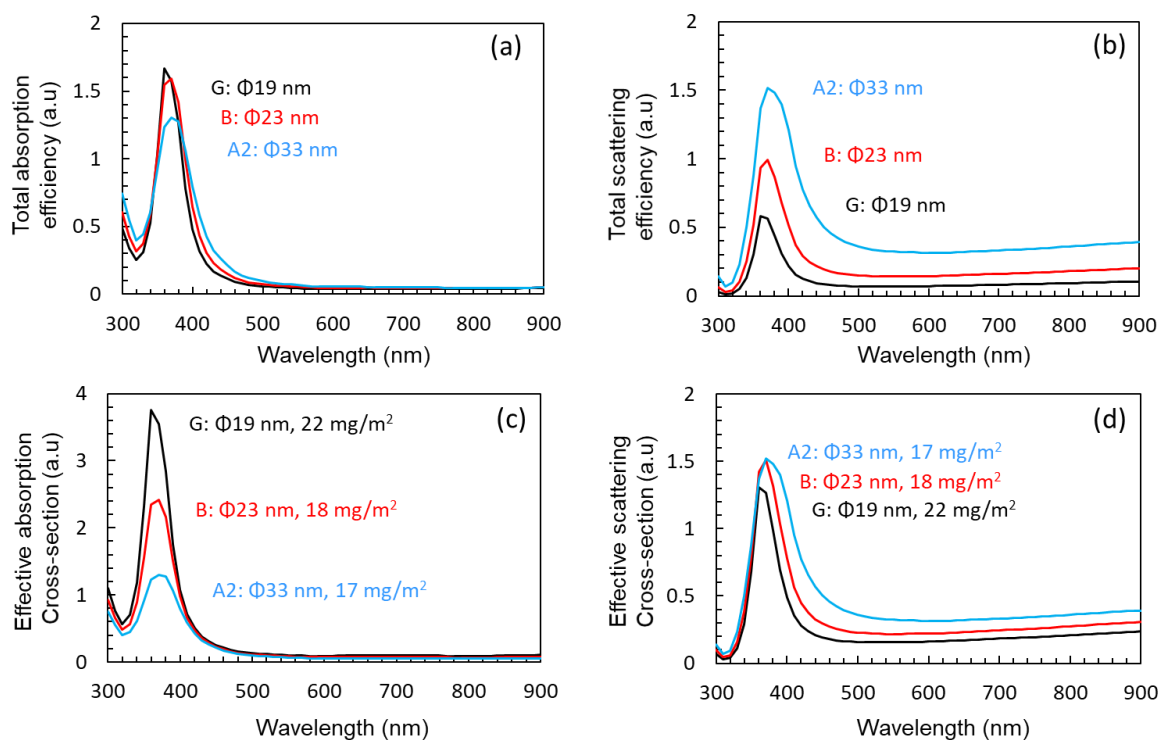 (a)
Total absorption
efficiency (a.u)
2
1.5
1
0.5
0
G: Φ19 nm
B: Φ23 nm
A2: Φ33 nm
300 400 500 600 700 800 900
Wavelength (nm)
(b)
Total scattering
efficiency (a.u)
2
1.5
1
0.5
0
A2: Φ33 nm
B: Φ23 nm
G: Φ19 nm
300 400 500 600 700 800 900
Wavelength (nm)
(c)
Effective absorption
Cross-section (a.u)
4
3
2
1
0
G: Φ19 nm, 22 mg/m²
B: Φ23 nm, 18 mg/m²
A2: Φ33 nm, 17 mg/m²
300 400 500 600 700 800 900
Wavelength (nm)
(d)
Effective scattering
Cross-section (a.u)
2
1.5
1
0.5
0
A2: Φ33 nm, 17 mg/m²
B: Φ23 nm, 18 mg/m²
G: Φ19 nm, 22 mg/m²
300 400 500 600 700 800 900
Wavelength (nm)